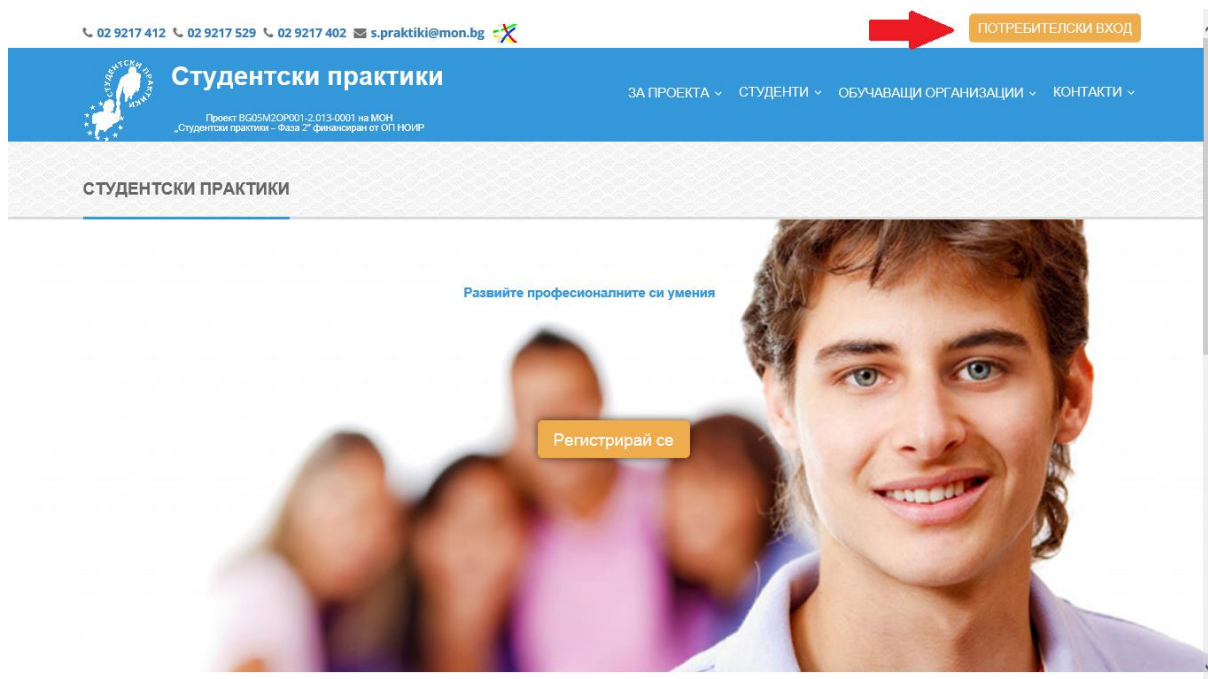 02 9217 412 02 9217 529 02 9217 402 s.praktiki@mon.bg
ПОТРЕБИТЕЛСКИ ВХОД
СТУДЕНТСКИ ПРАКТИКИ
Студентски практики
Проект BG05M2OP001-2.013-0001 на МОН
„Студентски практики – Фаза 2" финансиран от ОП НОИР
ЗА ПРОЕКТА СТУДЕНТИ ОБУЧАВАЩИ ОРГАНИЗАЦИИ КОНТАКТИ
СТУДЕНТСКИ ПРАКТИКИ
Развийте професионалните си умения
Регистрирай се